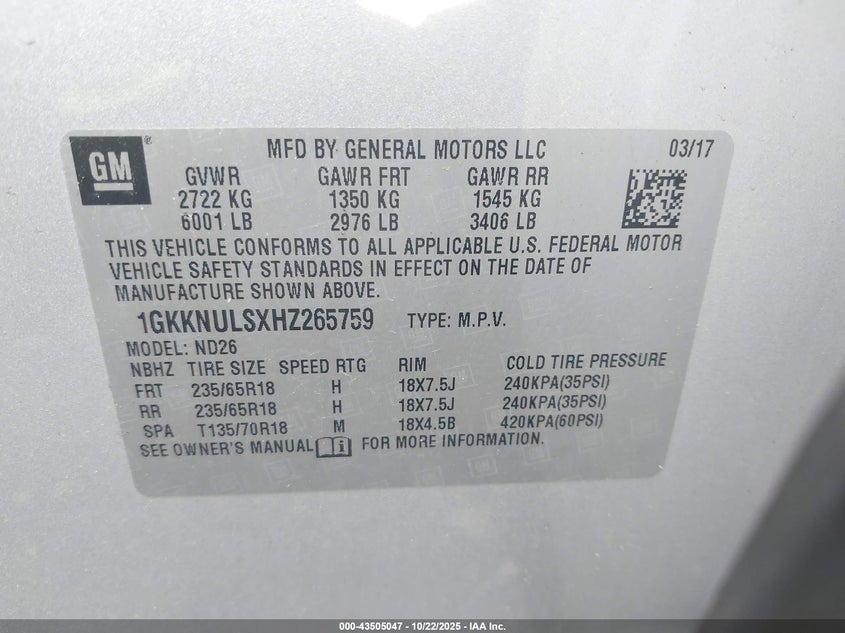 GM ® MFD BY GENERAL MOTORS LLC 03/17
GVWR GAWR FRT GAWR RR
2722 KG 1350 KG 1545 KG
6001 LB 2976 LB 3406 LB
THIS VEHICLE CONFORMS TO ALL APPLICABLE U.S. FEDERAL MOTOR
VEHICLE SAFETY STANDARDS IN EFFECT ON THE DATE OF
MANUFACTURE SHOWN ABOVE.
1GKKNULSXHZ265759 TYPE: M.P.V.
MODEL: ND26
NBHZ TIRE SIZE SPEED RTG RIM COLD TIRE PRESSURE
FRT 235/65R18 H 18X7.5J 240KPA(35PSI)
RR 235/65R18 H 18X7.5J 240KPA(35PSI)
SPA T135/70R18 M 18X4.5B 420KPA(60PSI)
SEE OWNER'S MANUAL i FOR MORE INFORMATION.
000-43505047 - 10/22/2025 - IAA Inc.